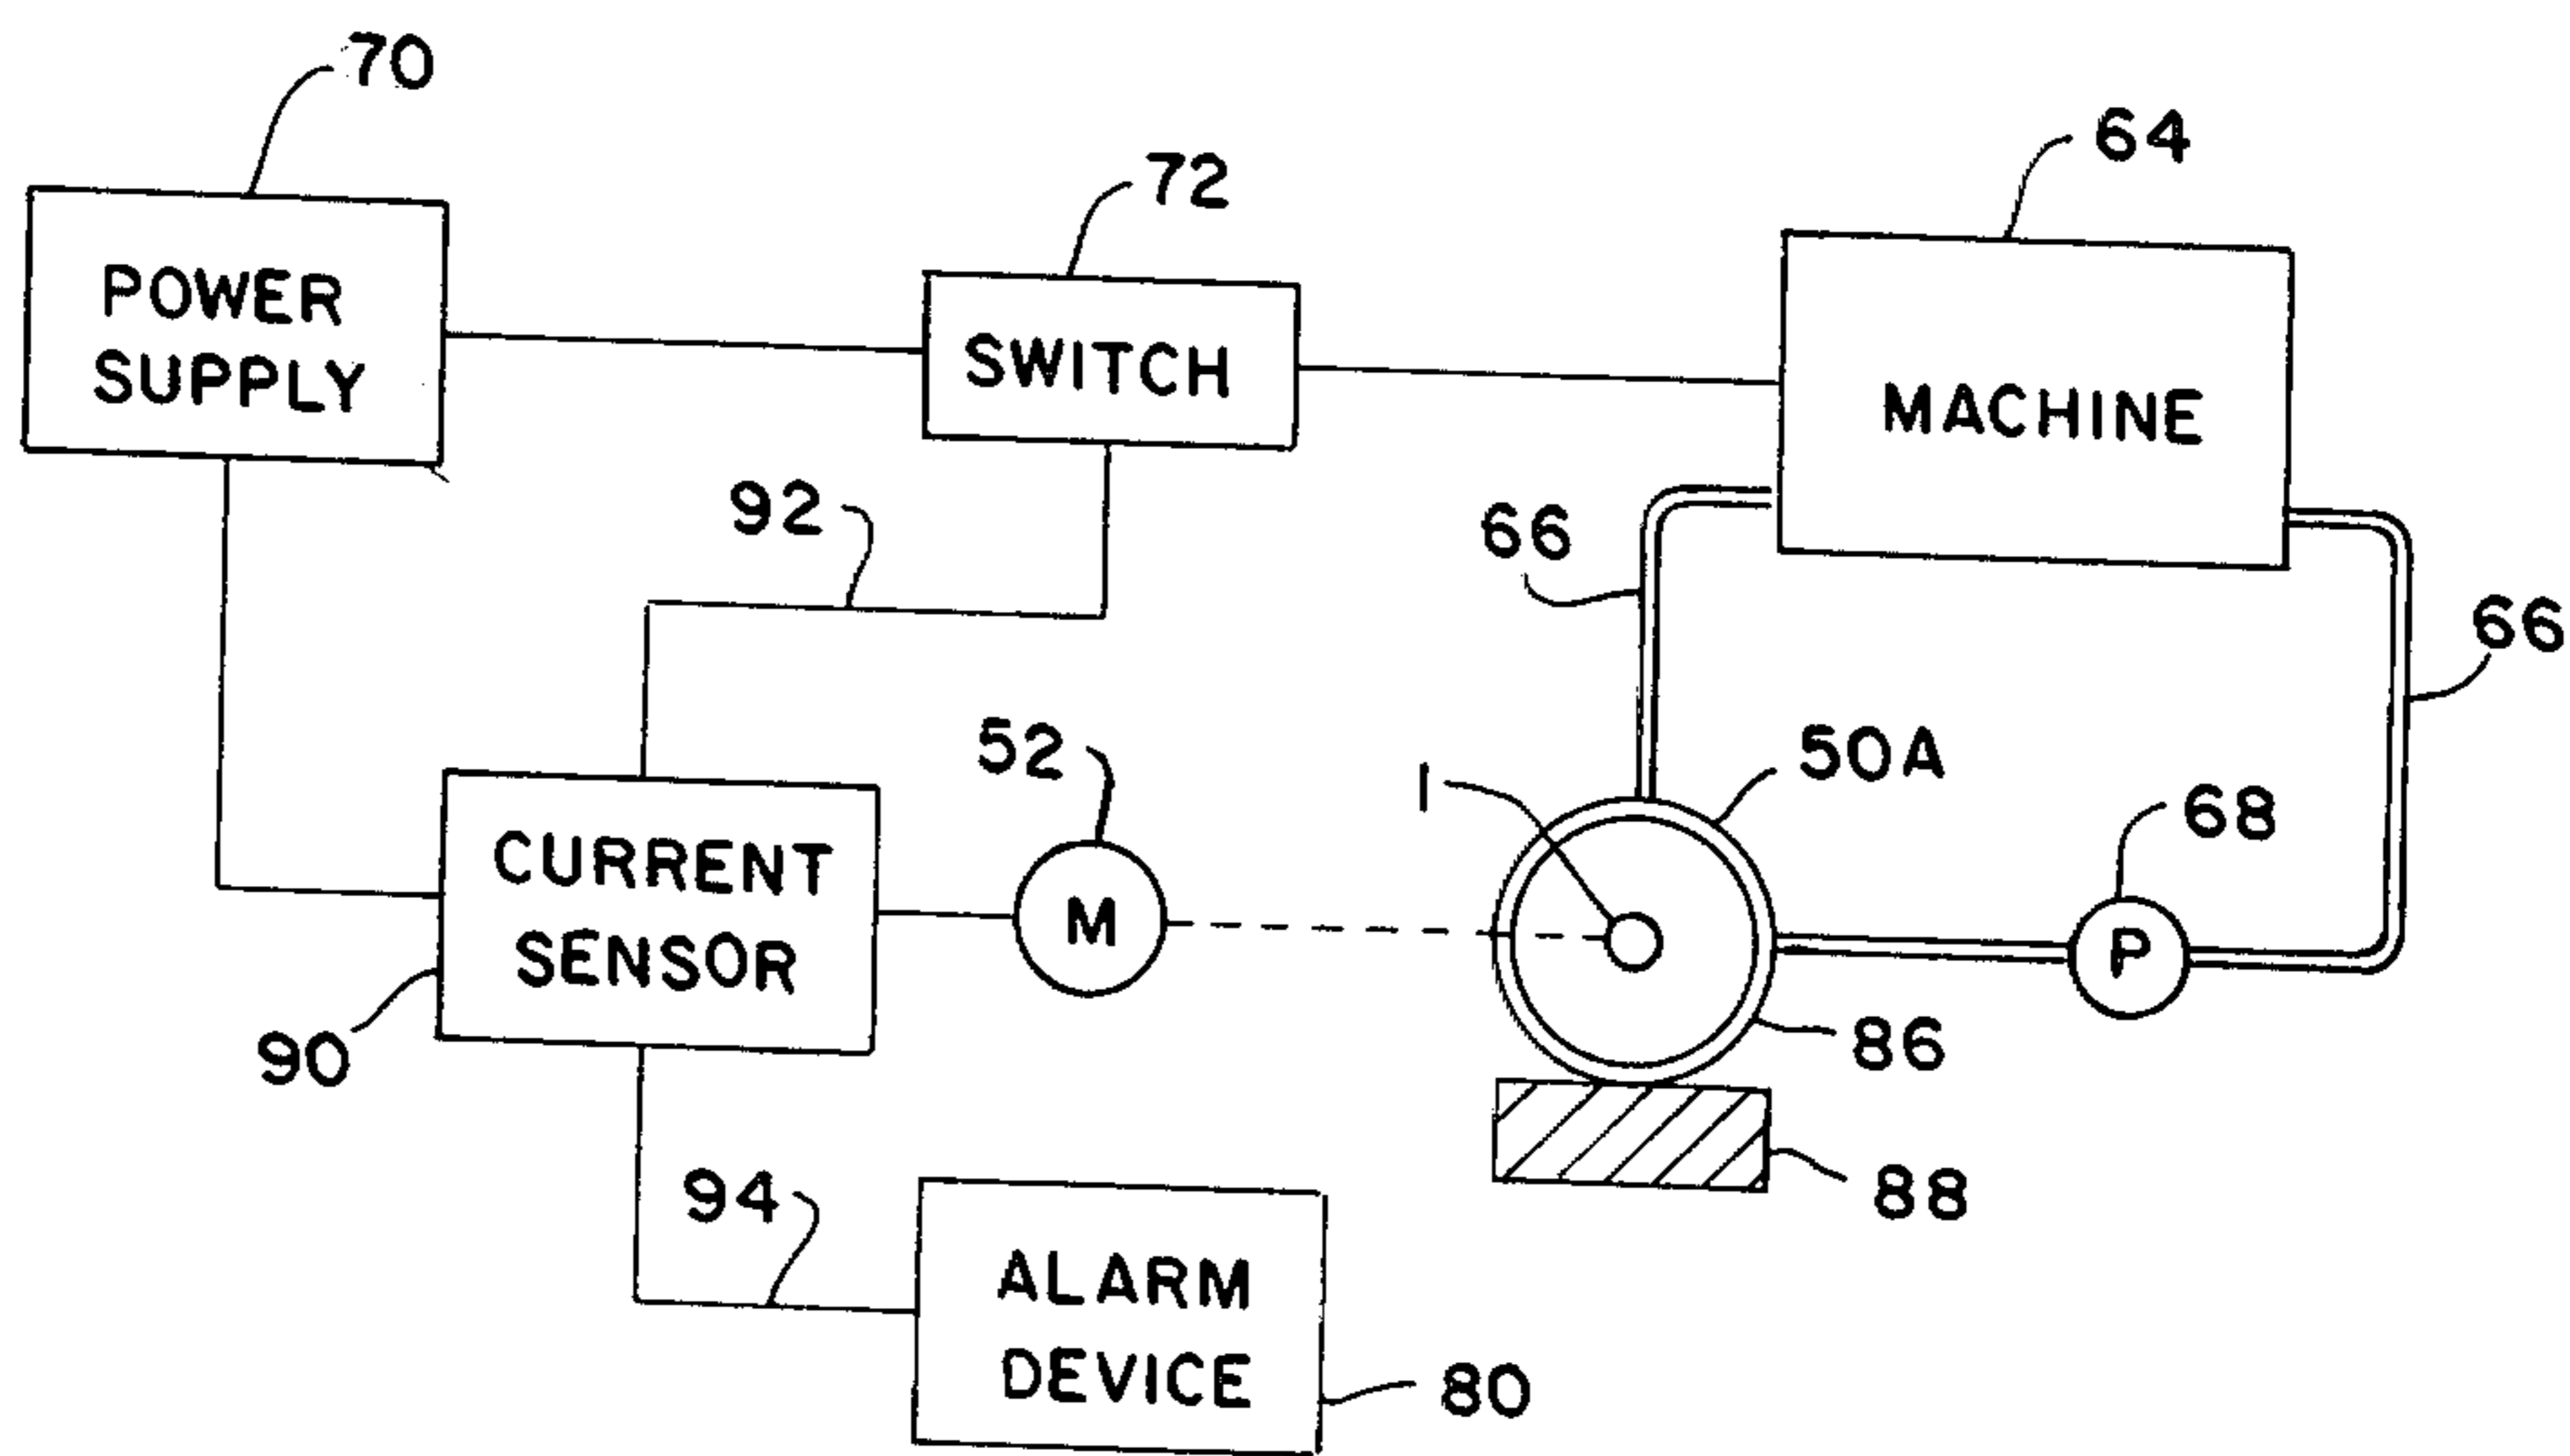 70
64
72
POWER
SUPPLY
SWITCH
MACHINE
92
66
66
52
50A
1
68
CURRENT
SENSOR
M
P
90
86
94
88
ALARM
DEVICE
80